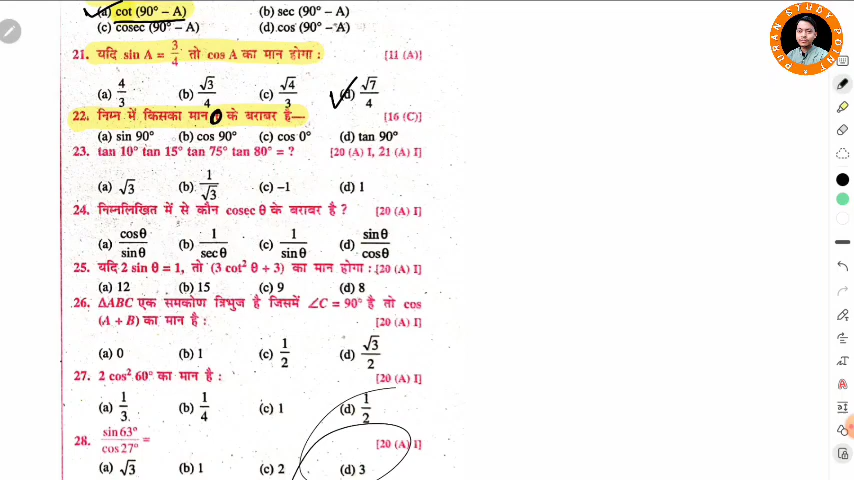 (a) cot (90° – A) (b) sec (90° – A)
(c) cosec (90° – A) (d) cos (90° – A)
21. यदि sin A = 3/4 तो cos A का मान होगा : [11 (A)]
(a) 4/3 (b) √3/4 (c) √4/3 (d) √7/4
22. निम्न में किसका मान 0 के बराबर है— [16 (C)]
(a) sin 90° (b) cos 90° (c) cos 0° (d) tan 90°
23. tan 10° tan 15° tan 75° tan 80° = ? [20 (A) I, 21 (A) I]
(a) √3 (b) 1/√3 (c) –1 (d) 1
24. निम्नलिखित में से कौन cosec θ के बराबर है ? [20 (A) I]
(a) cosθ/sinθ (b) 1/secθ (c) 1/sinθ (d) sinθ/cosθ
25. यदि 2 sin θ = 1, तो (3 cot² θ + 3) का मान होगा : [20 (A) I]
(a) 12 (b) 15 (c) 9 (d) 8
26. ΔABC एक समकोण त्रिभुज है जिसमें ∠C = 90° है तो cos
(A + B) का मान है : [20 (A) I]
(a) 0 (b) 1 (c) 1/2 (d) √3/2
27. 2 cos² 60° का मान है : [20 (A) I]
(a) 1/3 (b) 1/4 (c) 1 (d) 1/2
28. sin 63°/cos 27° = [20 (A) I]
(a) √3 (b) 1 (c) 2 (d) 3
PURAN STUDY POINT